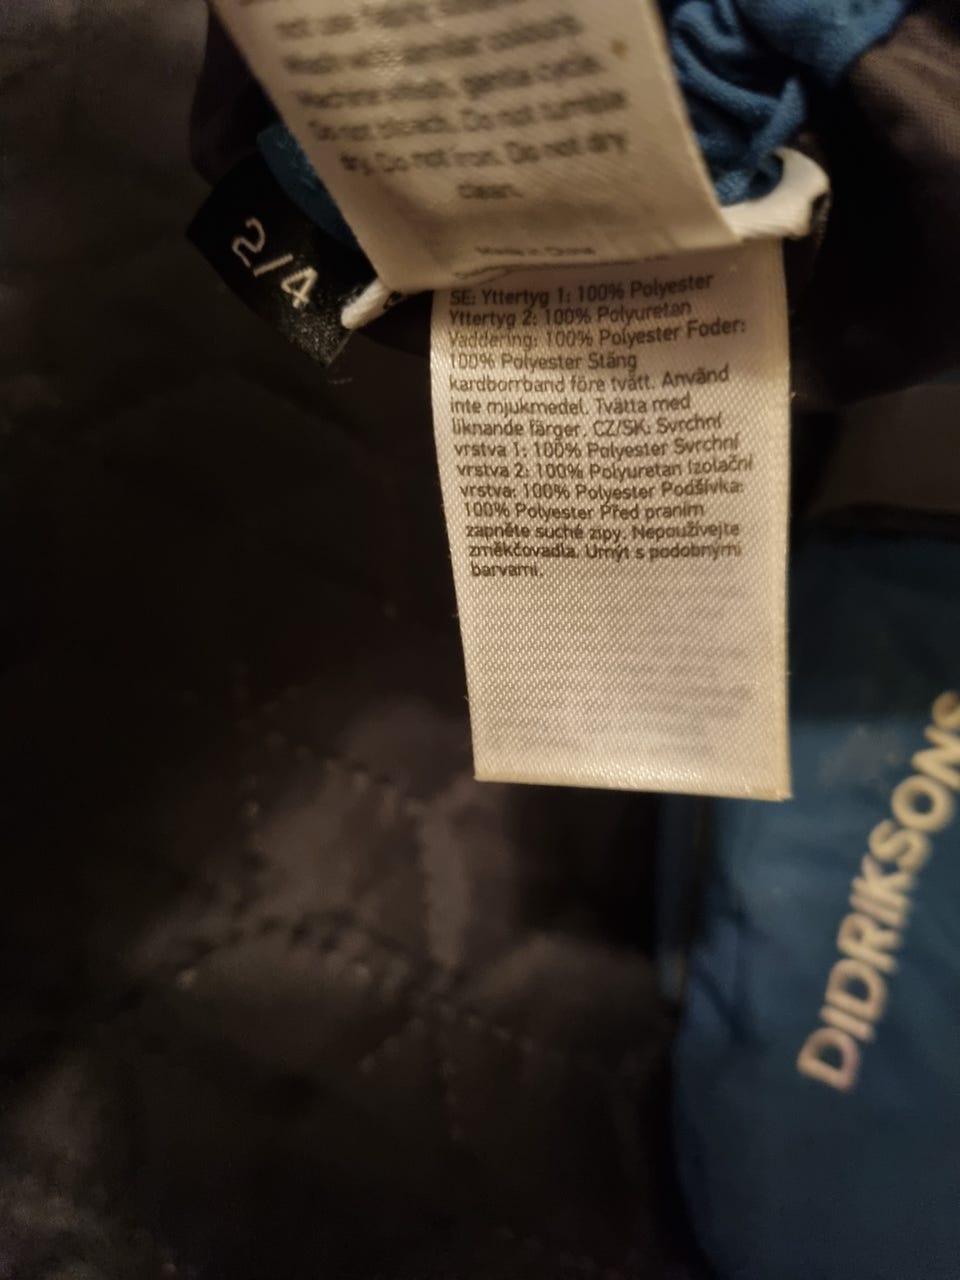 not use fabric
Wash with similar colours.
Machine wash, gentle cycle.
Do not bleach. Do not tumble
dry. Do not iron. Do not dry
clean.
Made in China
2/4
SE: Yttertyg 1: 100% Polyester
Yttertyg 2: 100% Polyuretan
Vaddering: 100% Polyester Foder:
100% Polyester Stäng
kardborrband före tvätt. Använd
inte mjukmedel. Tvätta med
liknande färger. CZ/SK: Svrchní
vrstva 1: 100% Polyester Svrchní
vrstva 2: 100% Polyuretan Izolační
vrstva: 100% Polyester Podšívka:
100% Polyester Před praním
zapněte suché zipy. Nepoužívejte
změkčovadla. Umýt s podobnými
barvami.
DIDRIKSONS